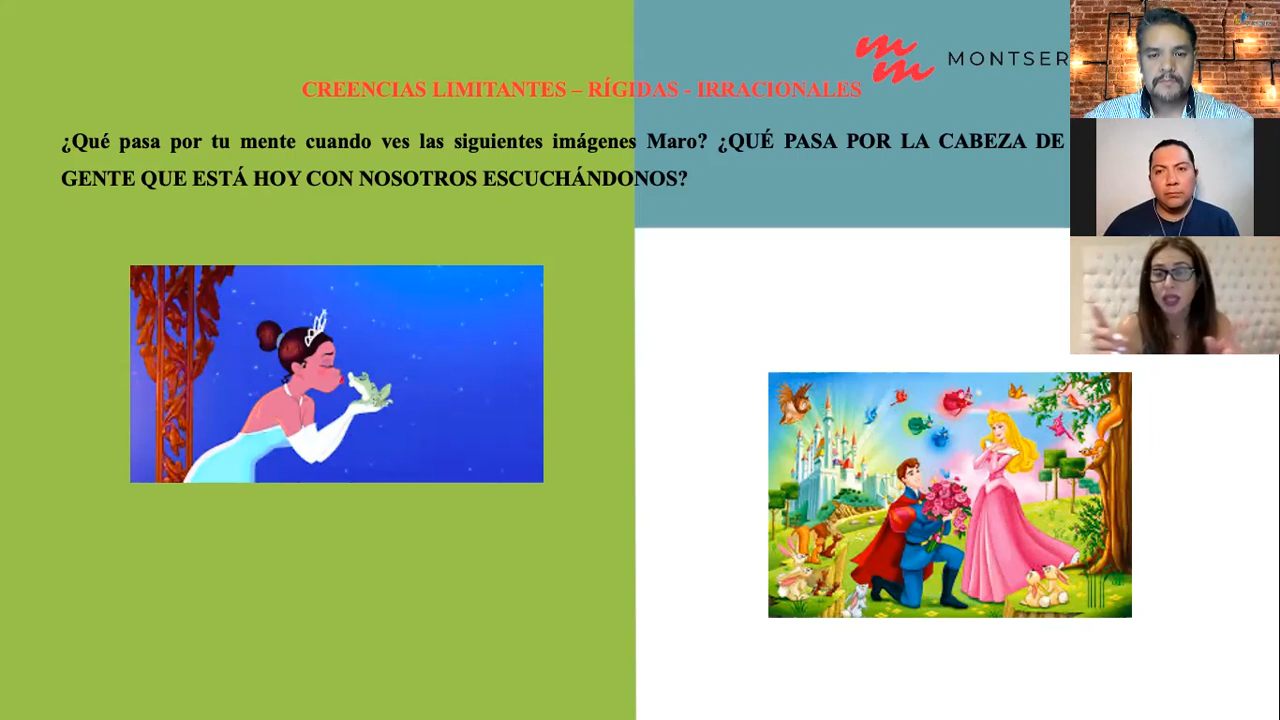 MONTSER
CREENCIAS LIMITANTES – RÍGIDAS - IRRACIONALES
¿Qué pasa por tu mente cuando ves las siguientes imágenes Maro? ¿QUÉ PASA POR LA CABEZA DE
GENTE QUE ESTÁ HOY CON NOSOTROS ESCUCHÁNDONOS?